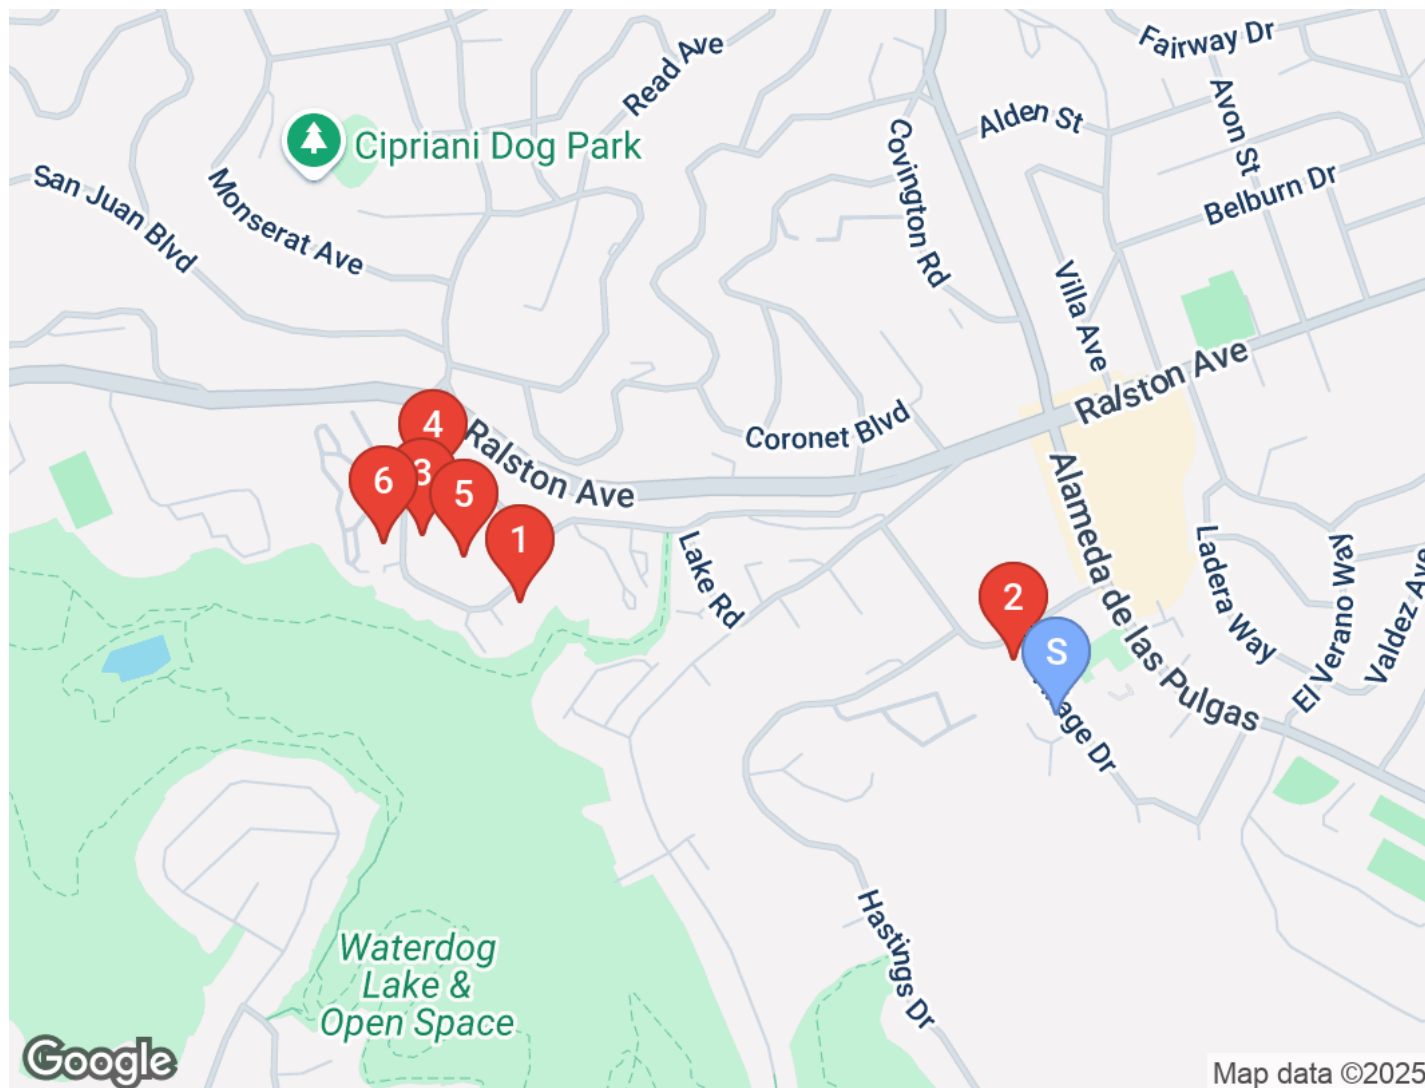 Fairway Dr
Read Ave
Avon St
Alden St
Covington Rd
Cipriani Dog Park
San Juan Blvd
Monserat Ave
Belburn Dr
Villa Ave
Ralston Ave
Coronet Blvd
4
Ralston Ave
6
3
5
1
Alameda de las Pulgas
Ladera Way
El Verano Way
Valdez Ave
Lake Rd
2
S
Dr
Hastings Dr
Waterdog
Lake &
Open Space
Google
Map data ©2025